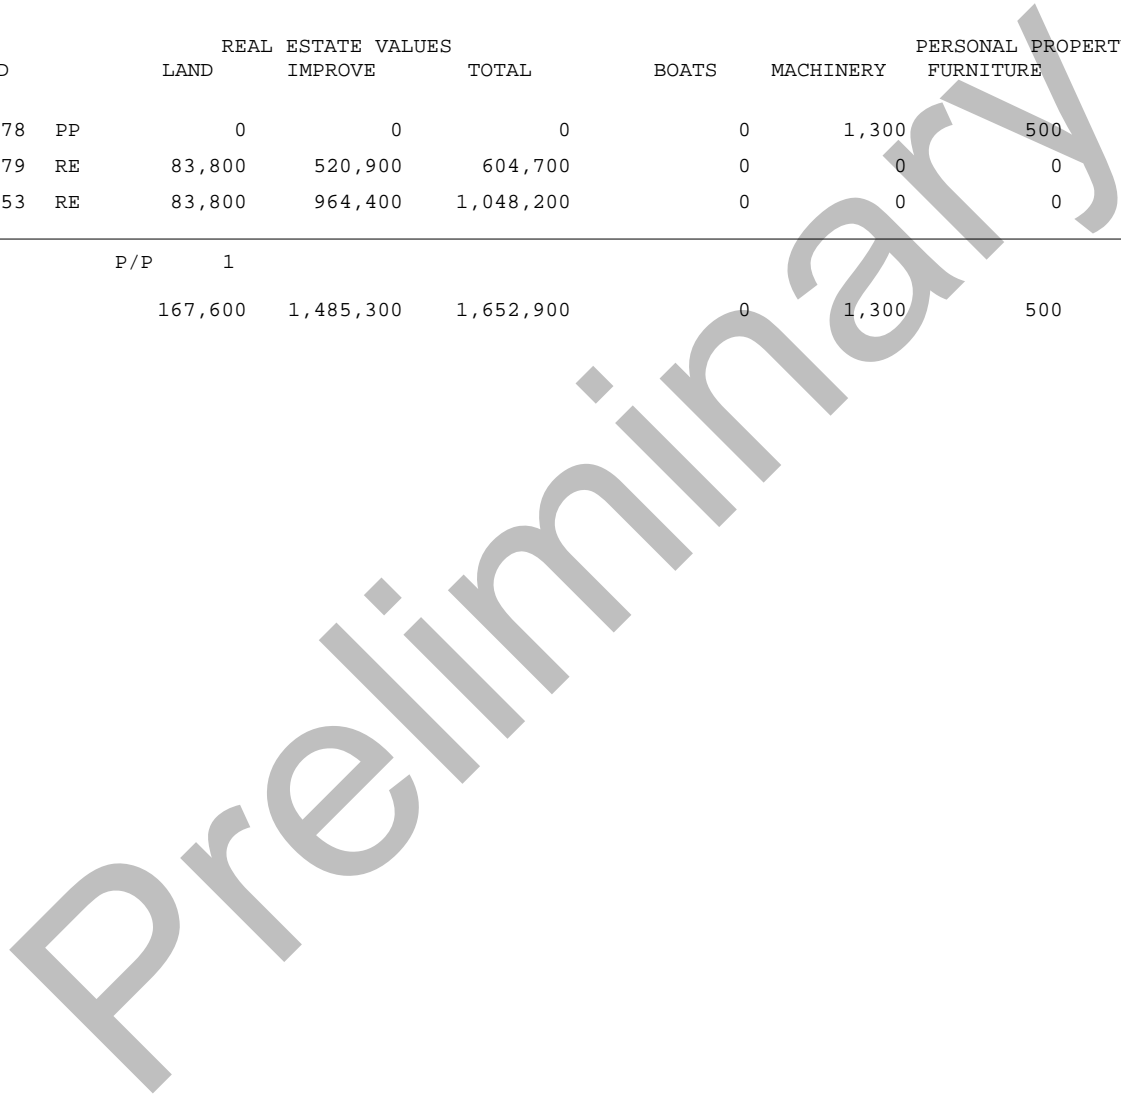 REAL ESTATE VALUES PERSONAL PROPERT
D LAND IMPROVE TOTAL BOATS MACHINERY FURNITURE
78 PP 0 0 0 0 1,300 500
79 RE 83,800 520,900 604,700 0 0 0
53 RE 83,800 964,400 1,048,200 0 0 0
P/P 1
167,600 1,485,300 1,652,900 0 1,300 500
Preliminary